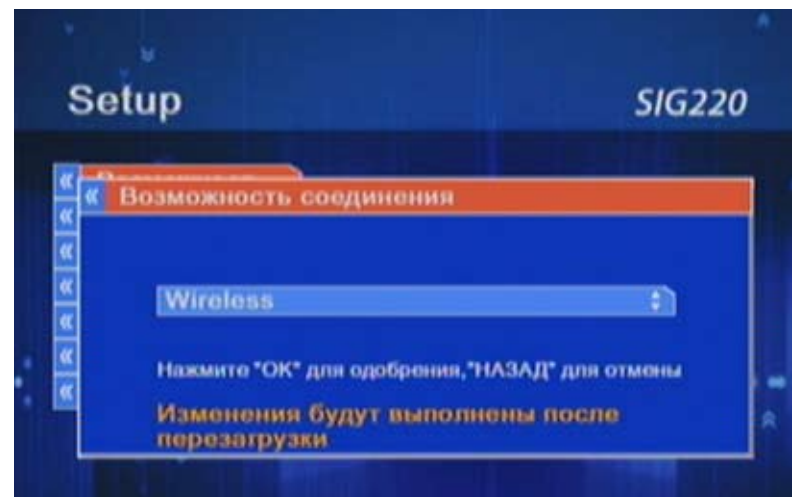 Setup
SIG220
Возможность соединения
Wireless
Нажмите "ОК" для одобрения,"НАЗАД" для отмены
Изменения будут выполнены после
перезагрузки